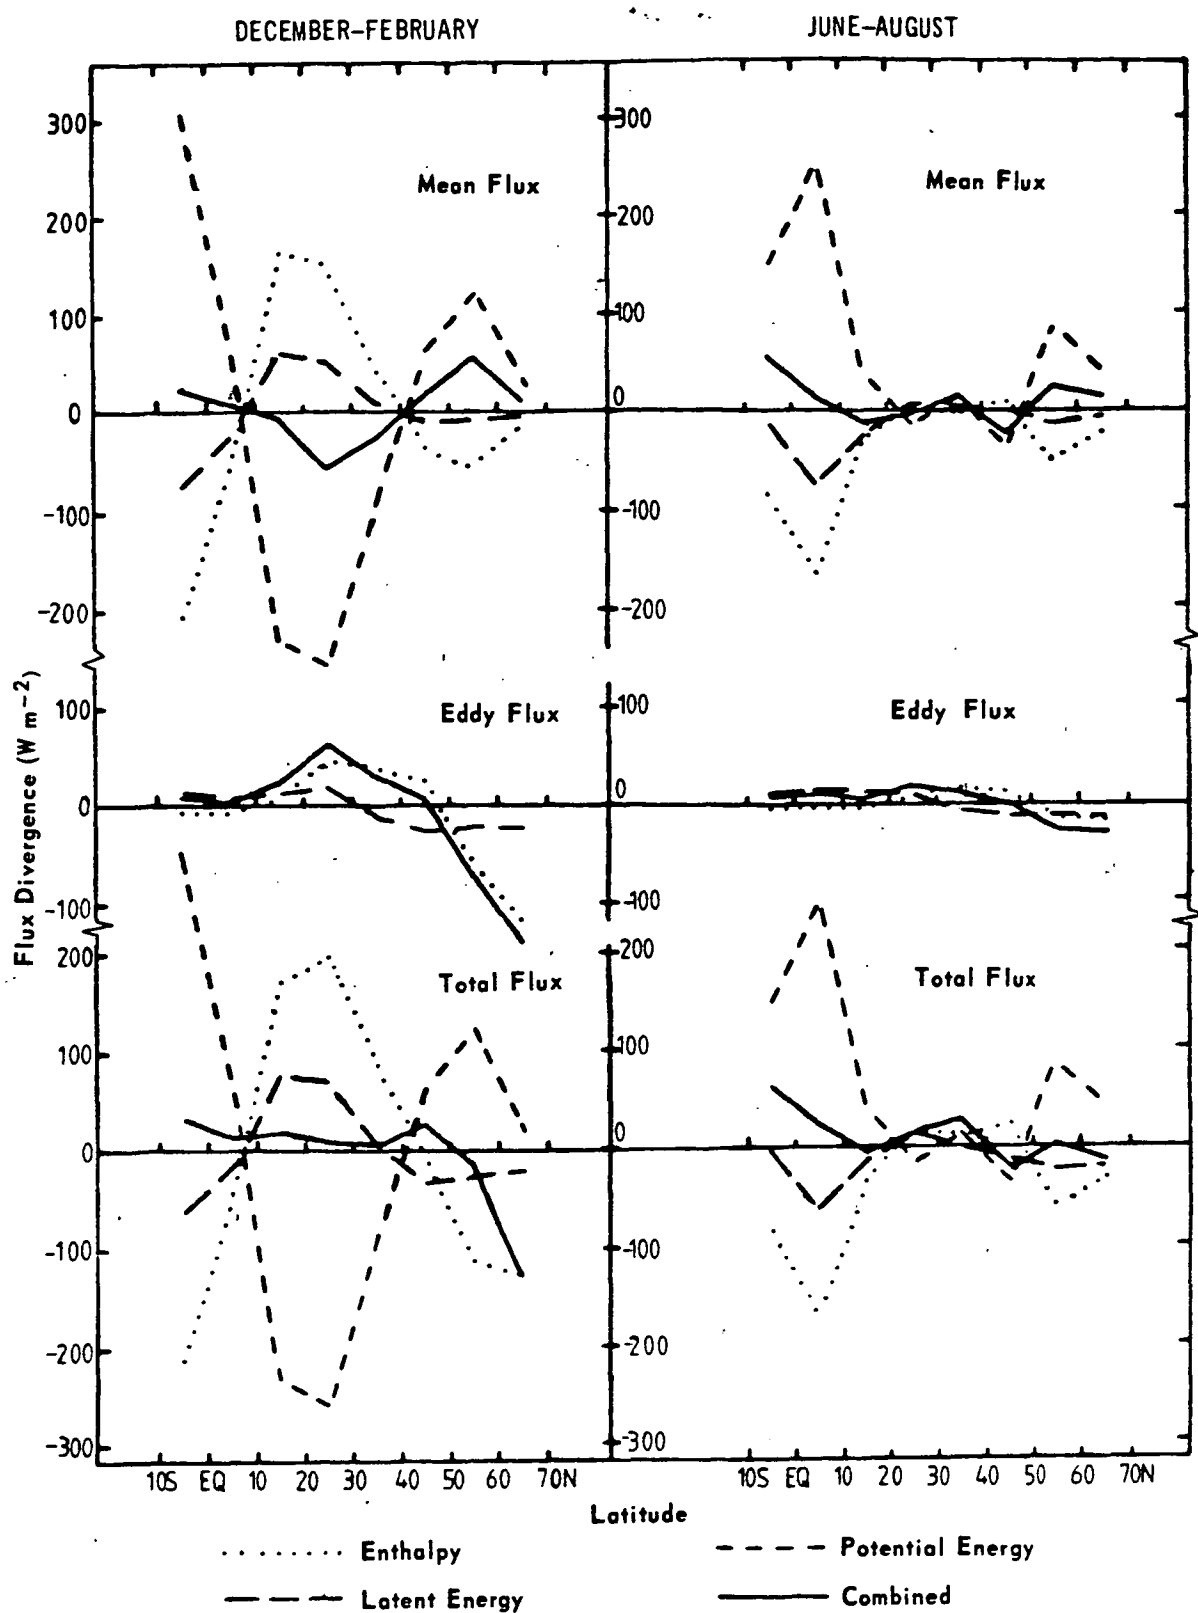 DECEMBER–FEBRUARY
JUNE–AUGUST
300
200
100
0
-100
-200
Mean Flux
300
200
100
0
-100
-200
Mean Flux
Flux Divergence (W m⁻²)
100
0
-100
Eddy Flux
100
0
-100
Eddy Flux
200
100
0
-100
-200
-300
Total Flux
200
100
0
-100
-200
-300
Total Flux
10S EQ 10 20 30 40 50 60 70N
10S EQ 10 20 30 40 50 60 70N
Latitude
Enthalpy
Potential Energy
Latent Energy
Combined